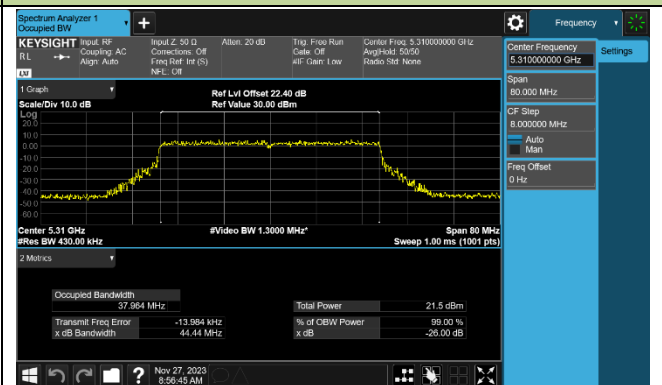 Spectrum Analyzer 1
Occupied BW
Frequency
KEYSIGHT
RL
Input: RF
Coupling: AC
Align: Auto
Input Z: 50 Ω
Corrections: Off
Freq Ref: Int (S)
NFE: Off
Atten: 20 dB
Trig: Free Run
Gate: Off
#IF Gain: Low
Center Freq: 5.310000000 GHz
Avg|Hold: 50/50
Radio Std: None
LXI
1 Graph
Scale/Div 10.0 dB
Ref Lvl Offset 22.40 dB
Ref Value 30.00 dBm
Log
20.0
10.0
0.00
-10.0
-20.0
-30.0
-40.0
-50.0
-60.0
Center 5.31 GHz
#Res BW 430.00 kHz
#Video BW 1.3000 MHz*
Span 80 MHz
Sweep 1.00 ms (1001 pts)
2 Metrics
Occupied Bandwidth
37.964 MHz
Transmit Freq Error -13.984 kHz
x dB Bandwidth 44.44 MHz
Total Power 21.5 dBm
% of OBW Power 99.00 %
x dB -26.00 dB
Center Frequency
5.310000000 GHz
Span
80.000 MHz
CF Step
8.000000 MHz
Auto
Man
Freq Offset
0 Hz
Settings
Nov 27, 2023
8:56:45 AM